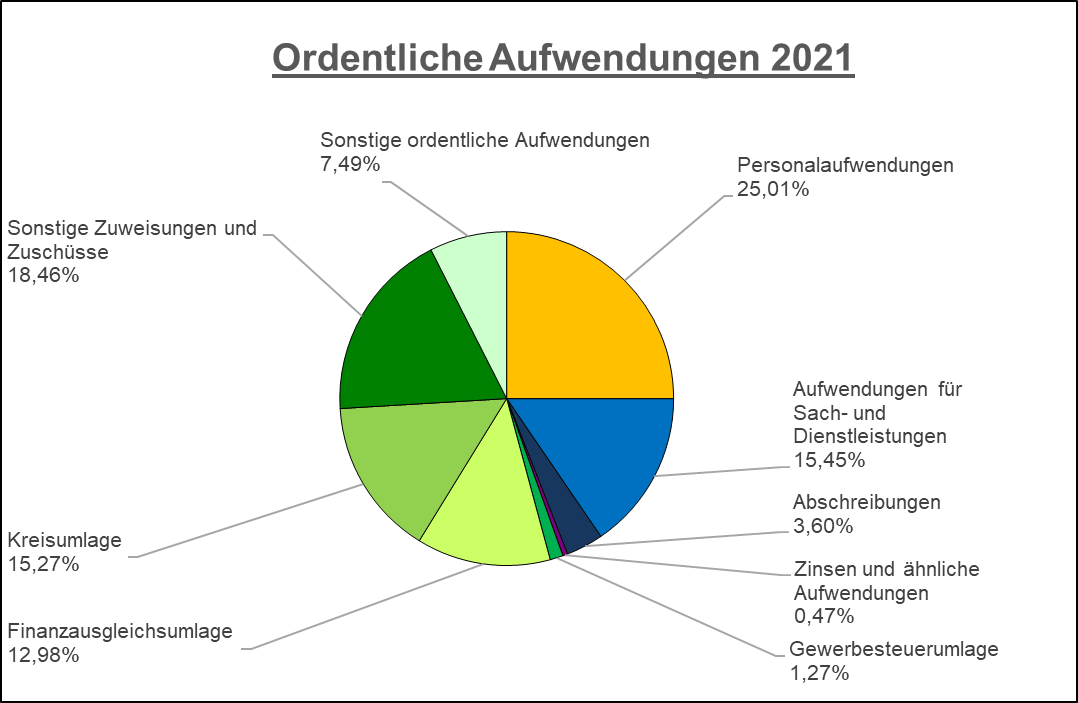 Ordentliche Aufwendungen 2021
Sonstige ordentliche Aufwendungen
7,49%
Personalaufwendungen
25,01%
Sonstige Zuweisungen und
Zuschüsse
18,46%
Aufwendungen für
Sach- und
Dienstleistungen
15,45%
Abschreibungen
3,60%
Kreisumlage
15,27%
Zinsen und ähnliche
Aufwendungen
0,47%
Finanzausgleichsumlage
12,98%
Gewerbesteuerumlage
1,27%